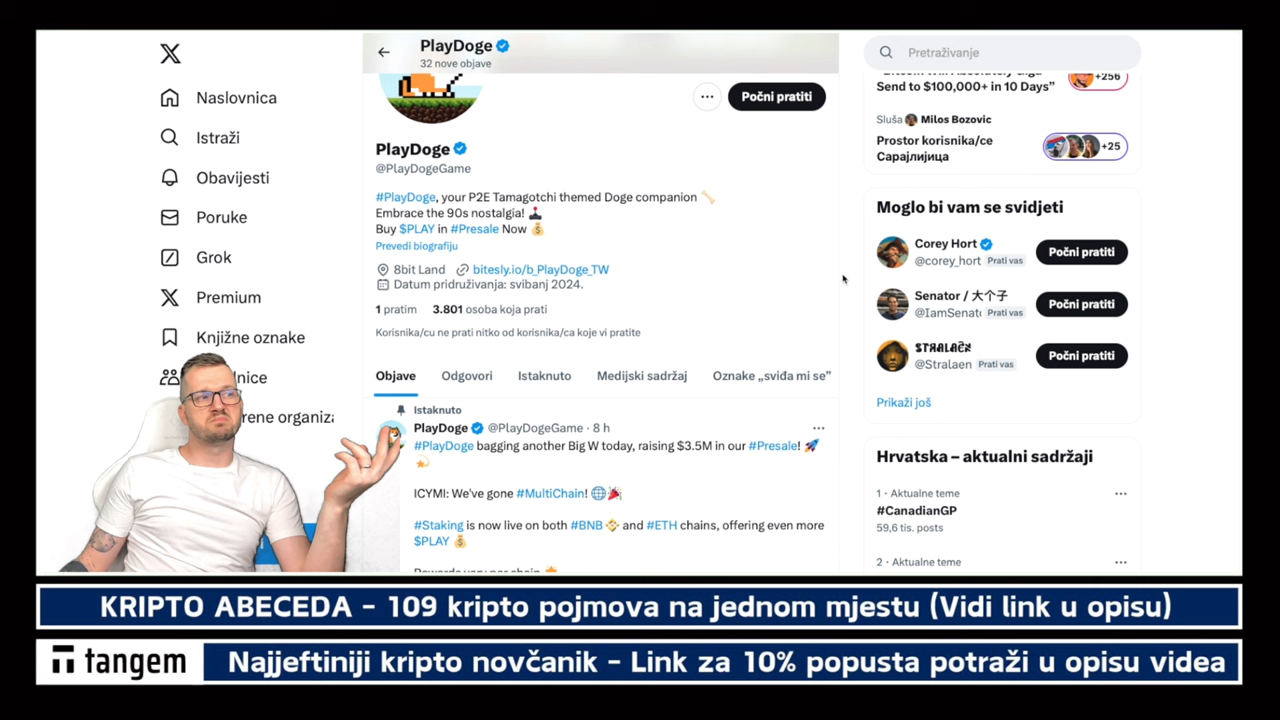 PlayDoge
32 nove objave
Naslovnica
Istraži
Obavijesti
Poruke
Grok
Premium
Knjižne oznake
nice
rene organiza
Počni pratiti
PlayDoge
@PlayDogeGame
#PlayDoge, your P2E Tamagotchi themed Doge companion
Embrace the 90s nostalgia!
Buy $PLAY in #Presale Now
Prevedi biografiju
8bit Land bitesly.io/b_PlayDoge_TW
Datum pridruživanja: svibanj 2024.
1 pratim 3.801 osoba koja prati
Korisnika/cu ne prati nitko od korisnika/ca koje vi pratite
Objave Odgovori Istaknuto Medijski sadržaj Oznake „sviđa mi se”
Istaknuto
PlayDoge @PlayDogeGame · 8 h
#PlayDoge bagging another Big W today, raising $3.5M in our #Presale!
ICYMI: We've gone #MultiChain!
#Staking is now live on both #BNB and #ETH chains, offering even more
$PLAY
Pretraživanje
+256
Send to $100,000+ in 10 Days”
Sluša Milos Bozovic
Prostor korisnika/ce
Сарајлијица
+25
Moglo bi vam se svidjeti
Corey Hort
@corey_hort Prati vas
Počni pratiti
Senator / 大个子
@IamSenato Prati vas
Počni pratiti
@Stralaen Prati vas
Počni pratiti
Prikaži još
Hrvatska – aktualni sadržaji
1 · Aktualne teme
#CanadianGP
59,6 tis. posts
2 · Aktualne teme
KRIPTO ABECEDA - 109 kripto pojmova na jednom mjestu (Vidi link u opisu)
tangem
Najjeftiniji kripto novčanik - Link za 10% popusta potraži u opisu videa